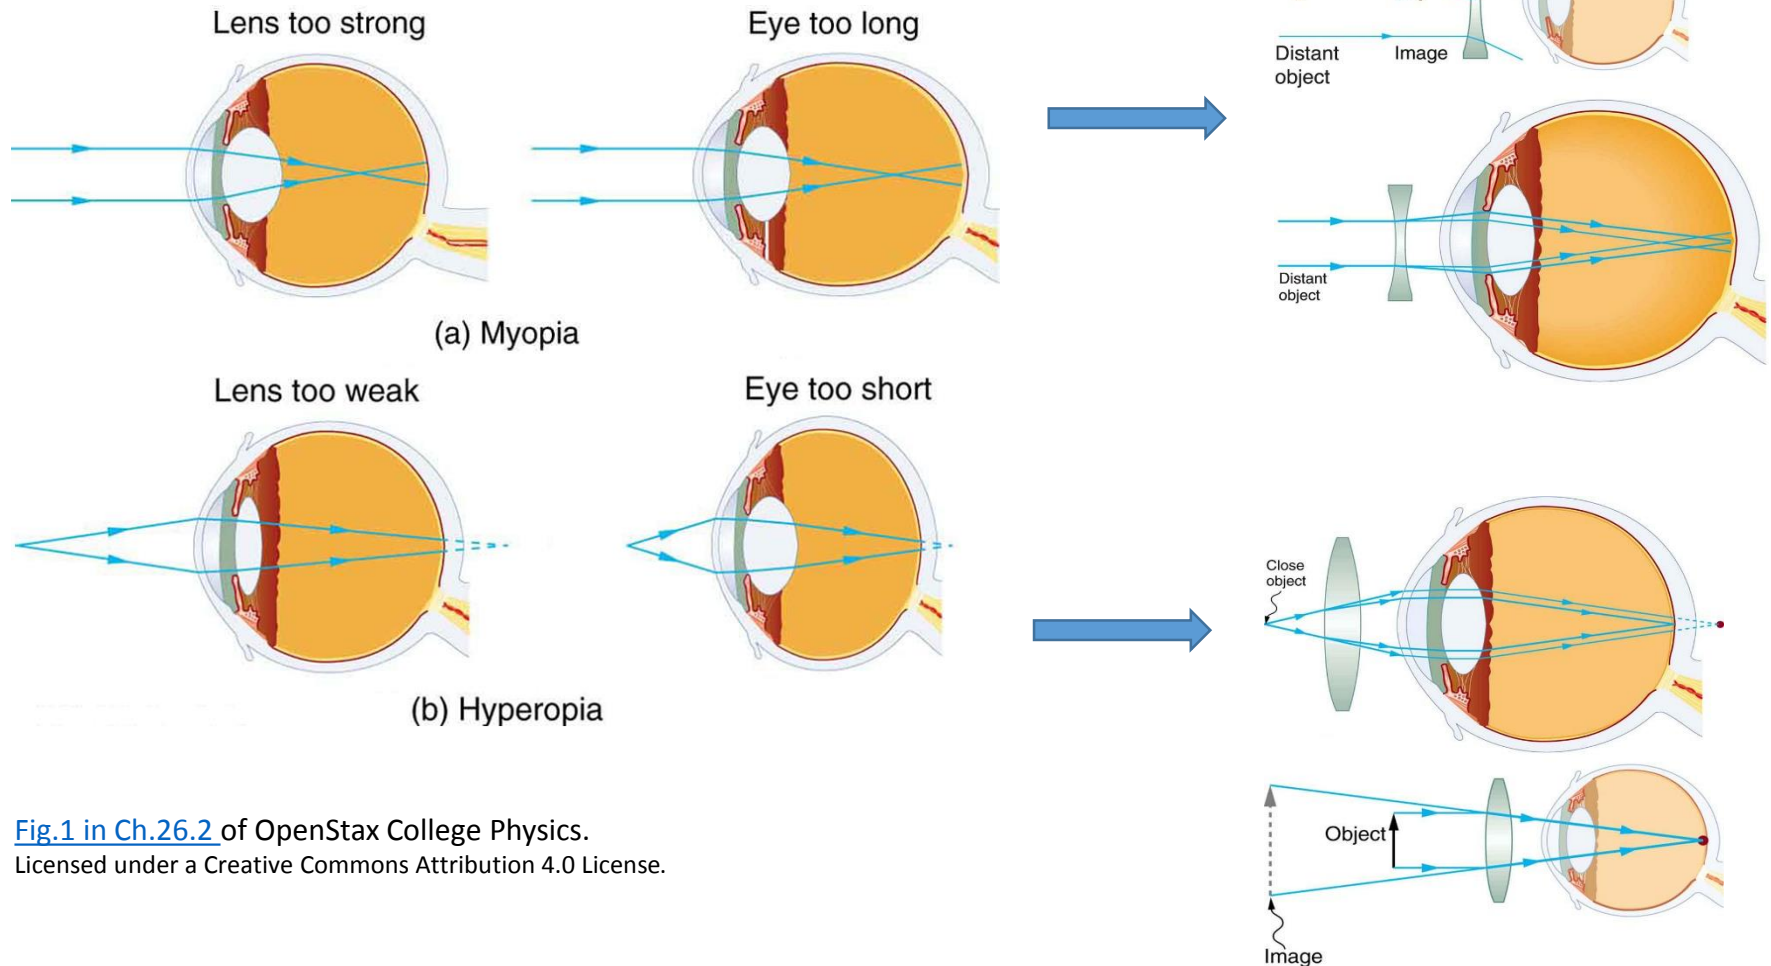 Lens too strong
Eye too long
(a) Myopia
Lens too weak
Eye too short
(b) Hyperopia
Fig.1 in Ch.26.2 of OpenStax College Physics.
Licensed under a Creative Commons Attribution 4.0 License.
Distant
object
Image
Distant
object
Close
object
Object
Image